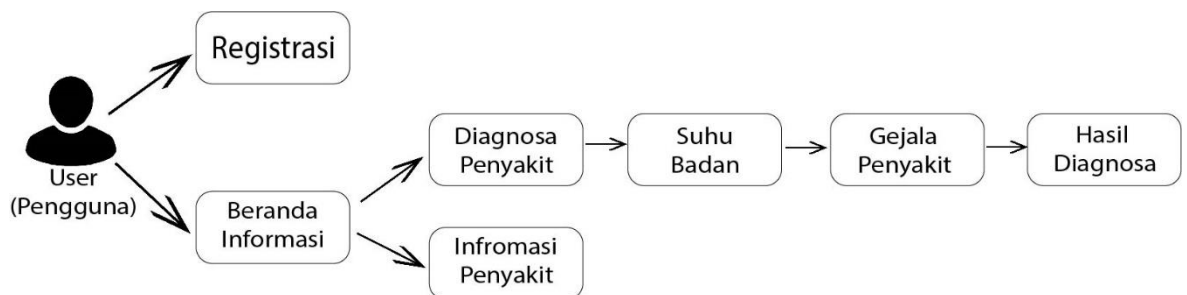 Registrasi
User
(Pengguna)
Beranda
Informasi
Diagnosa
Penyakit
Suhu
Badan
Gejala
Penyakit
Hasil
Diagnosa
Infromasi
Penyakit